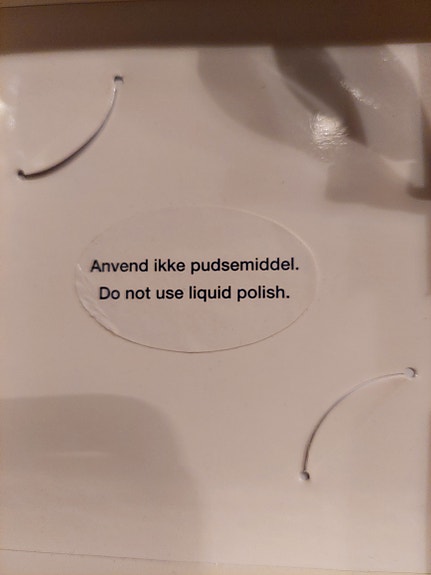 Anvend ikke pudsemiddel.
Do not use liquid polish.